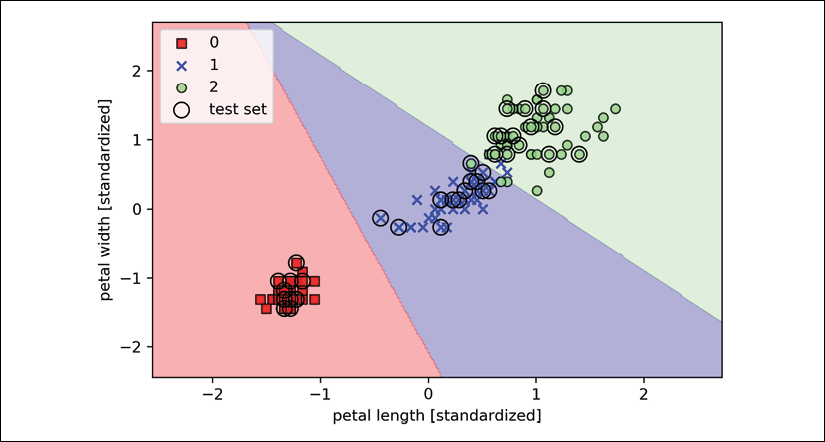 0
1
2
test set
petal width [standardized]
2
1
0
−1
−2
−2 −1 0 1 2
petal length [standardized]